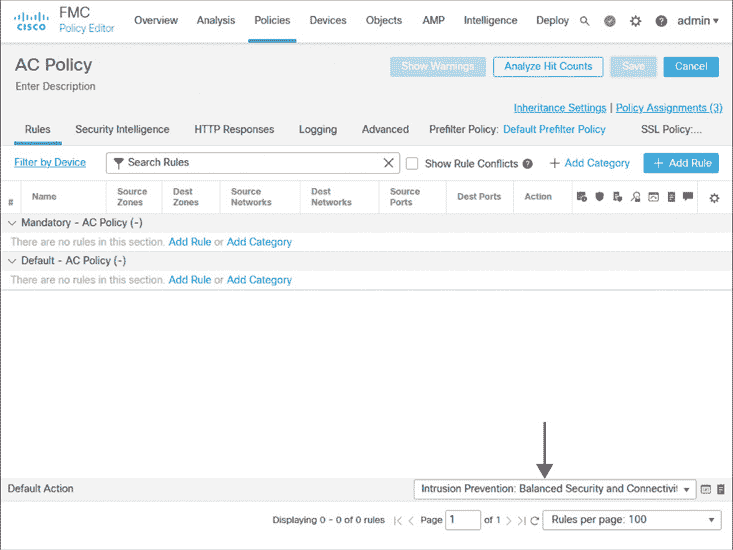 FMC
CISCO Policy Editor Overview Analysis Policies Devices Objects AMP Intelligence Deploy ? admin
AC Policy
Enter Description
Show Warnings Analyze Hit Counts Save Cancel
Inheritance Settings | Policy Assignments (3)
Rules Security Intelligence HTTP Responses Logging Advanced Prefilter Policy: Default Prefilter Policy SSL Policy:...
Filter by Device Search Rules Show Rule Conflicts ? + Add Category + Add Rule
# Name Source Zones Dest Zones Source Networks Dest Networks Source Ports Dest Ports Action
Mandatory - AC Policy (-)
There are no rules in this section. Add Rule or Add Category
Default - AC Policy (-)
There are no rules in this section. Add Rule or Add Category
Default Action Intrusion Prevention: Balanced Security and Connectivit
Displaying 0 - 0 of 0 rules |< < Page 1 of 1 > >| Rules per page: 100